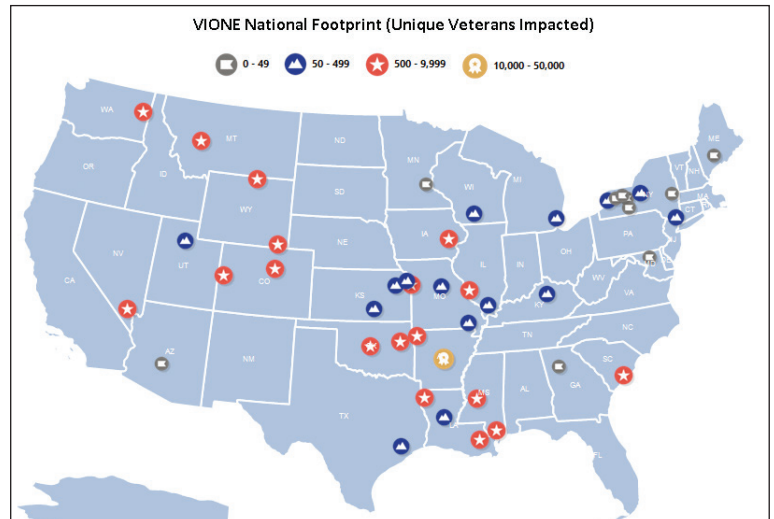 VIONE National Footprint (Unique Veterans Impacted)
0 - 49
50 - 499
500 - 9,999
10,000 - 50,000
WA
MT
ND
MN
ME
VT
NH
OR
ID
SD
WI
MI
MA
WY
CT
IA
PA
NE
NV
IL
IN
OH
NJ
UT
CO
MD
CA
KS
MO
WV
VA
KY
NC
TN
AZ
NM
SC
MS
AL
GA
TX
LA
FL